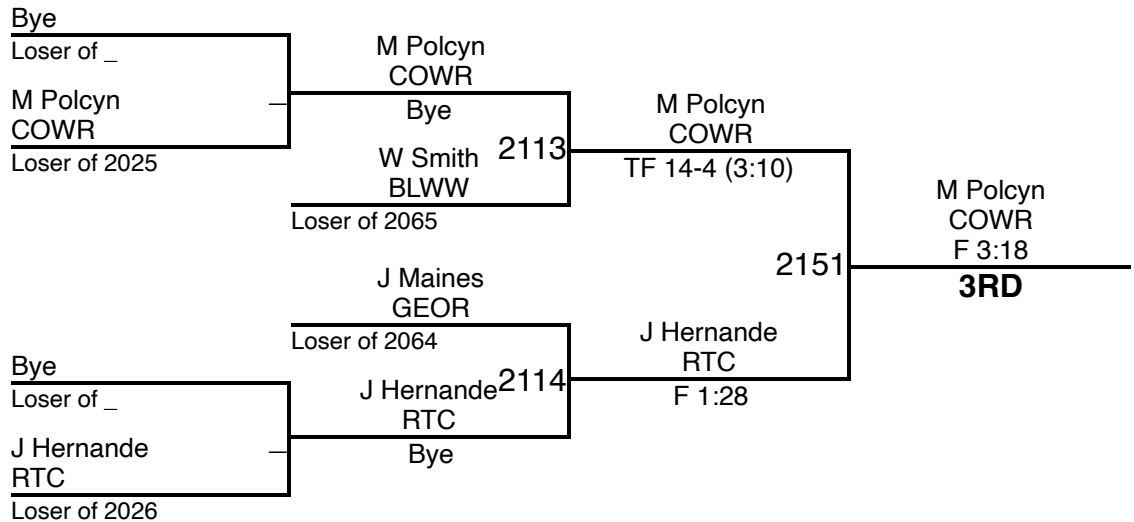 Bye
Loser of _
M Polcyn
COWR
_
Loser of 2025
M Polcyn
COWR
Bye
W Smith
BLWW
2113
Loser of 2065
M Polcyn
COWR
TF 14-4 (3:10)
J Maines
GEOR
Loser of 2064
Bye
Loser of _
J Hernande
RTC
_
Loser of 2026
J Hernande
RTC
2114
Bye
J Hernande
RTC
F 1:28
2151
M Polcyn
COWR
F 3:18
3RD